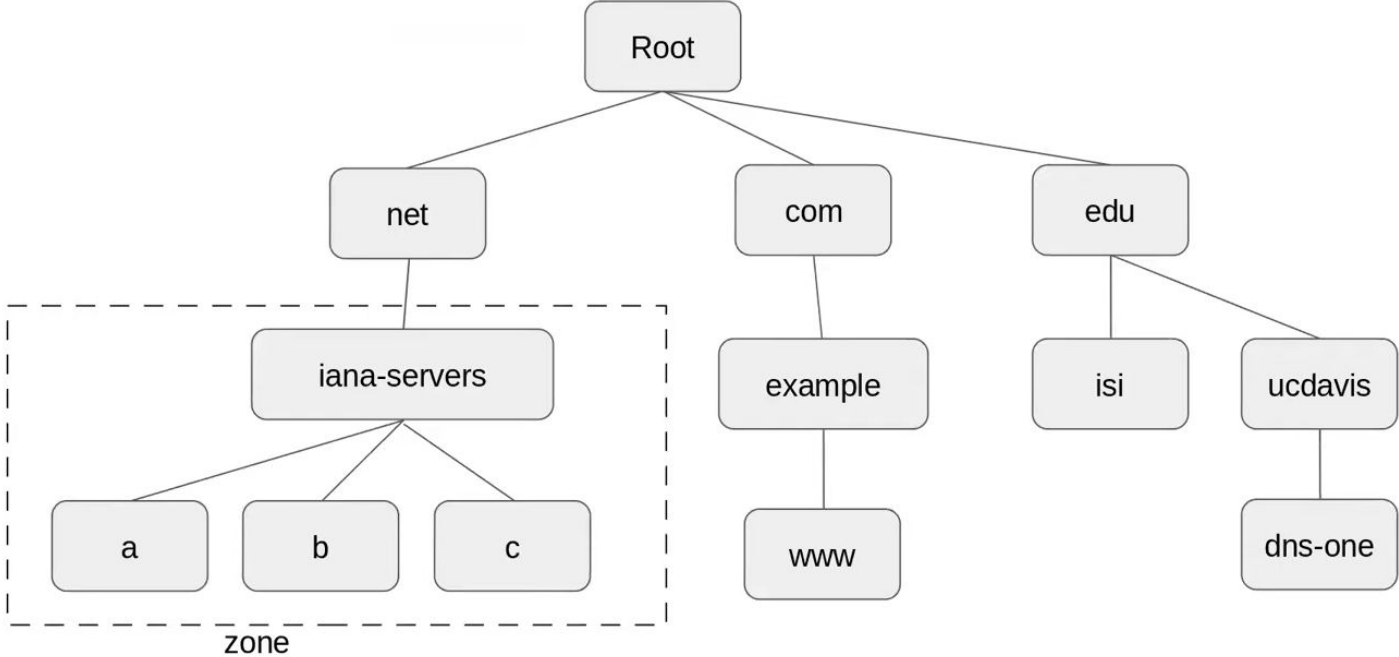 Root
net
com
edu
iana-servers
example
isi
ucdavis
a
b
c
www
dns-one
zone